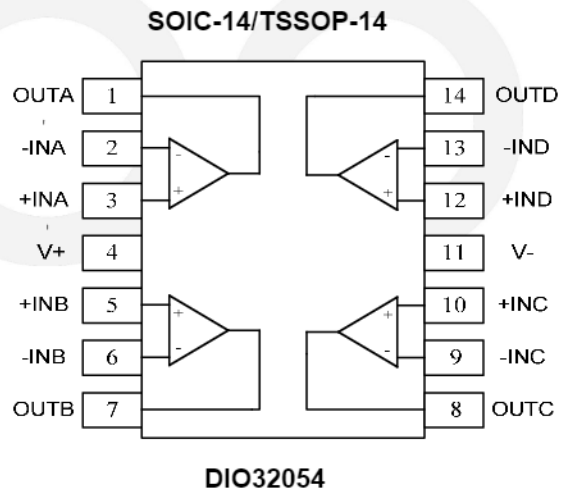 SOIC-14/TSSOP-14
OUTA 1 14 OUTD
-INA 2 - - 13 -IND
+INA 3 + + 12 +IND
V+ 4 11 V-
+INB 5 + + 10 +INC
-INB 6 - - 9 -INC
OUTB 7 8 OUTC
DIO32054